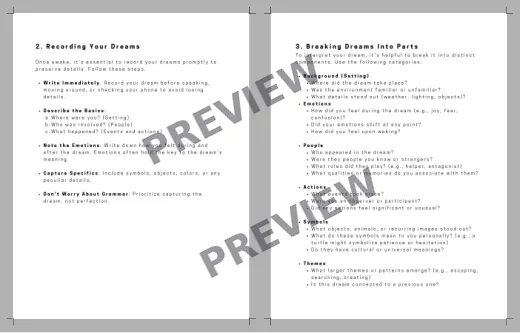 2. Recording Your Dreams
Once awake, it's essential to record your dreams promptly to
preserve details. Follow these steps:
• Write Immediately: Record your dream before speaking,
moving around, or checking your phone to avoid losing
details.
• Describe the Basics:
a. Where were you? (Setting)
b. Who was involved? (People)
c. What happened? (Events and actions)
• Note the Emotions: Write down how you felt during and
after the dream. Emotions often hold the key to the dream's
meaning.
• Capture Specifics: Include symbols, objects, colors, or any
peculiar details.
• Don't Worry About Grammar: Prioritize capturing the
dream, not perfection.
PREVIEW
PREVIEW
3. Breaking Dreams Into Parts
To interpret your dream, it's helpful to break it into distinct
components. Use the following categories:
• Background (Setting)
• Where did the dream take place?
• Was the environment familiar or unfamiliar?
• What details stood out (weather, lighting, objects)?
• Emotions
• How did you feel during the dream (e.g., joy, fear,
confusion)?
• Did your emotions shift at any point?
• How did you feel upon waking?
• People
• Who appeared in the dream?
• Were they people you know or strangers?
• What roles did they play? (e.g., helper, antagonist)
• What qualities or memories do you associate with them?
• Actions
• What events took place?
• Were you an observer or participant?
• Did any actions feel significant or unusual?
• Symbols
• What objects, animals, or recurring images stood out?
• What do these symbols mean to you personally? (e.g., a
turtle might symbolize patience or hesitation)
• Do they have cultural or universal meanings?
• Themes
• What larger themes or patterns emerge? (e.g., escaping,
searching, creating)
• Is this dream connected to a previous one?